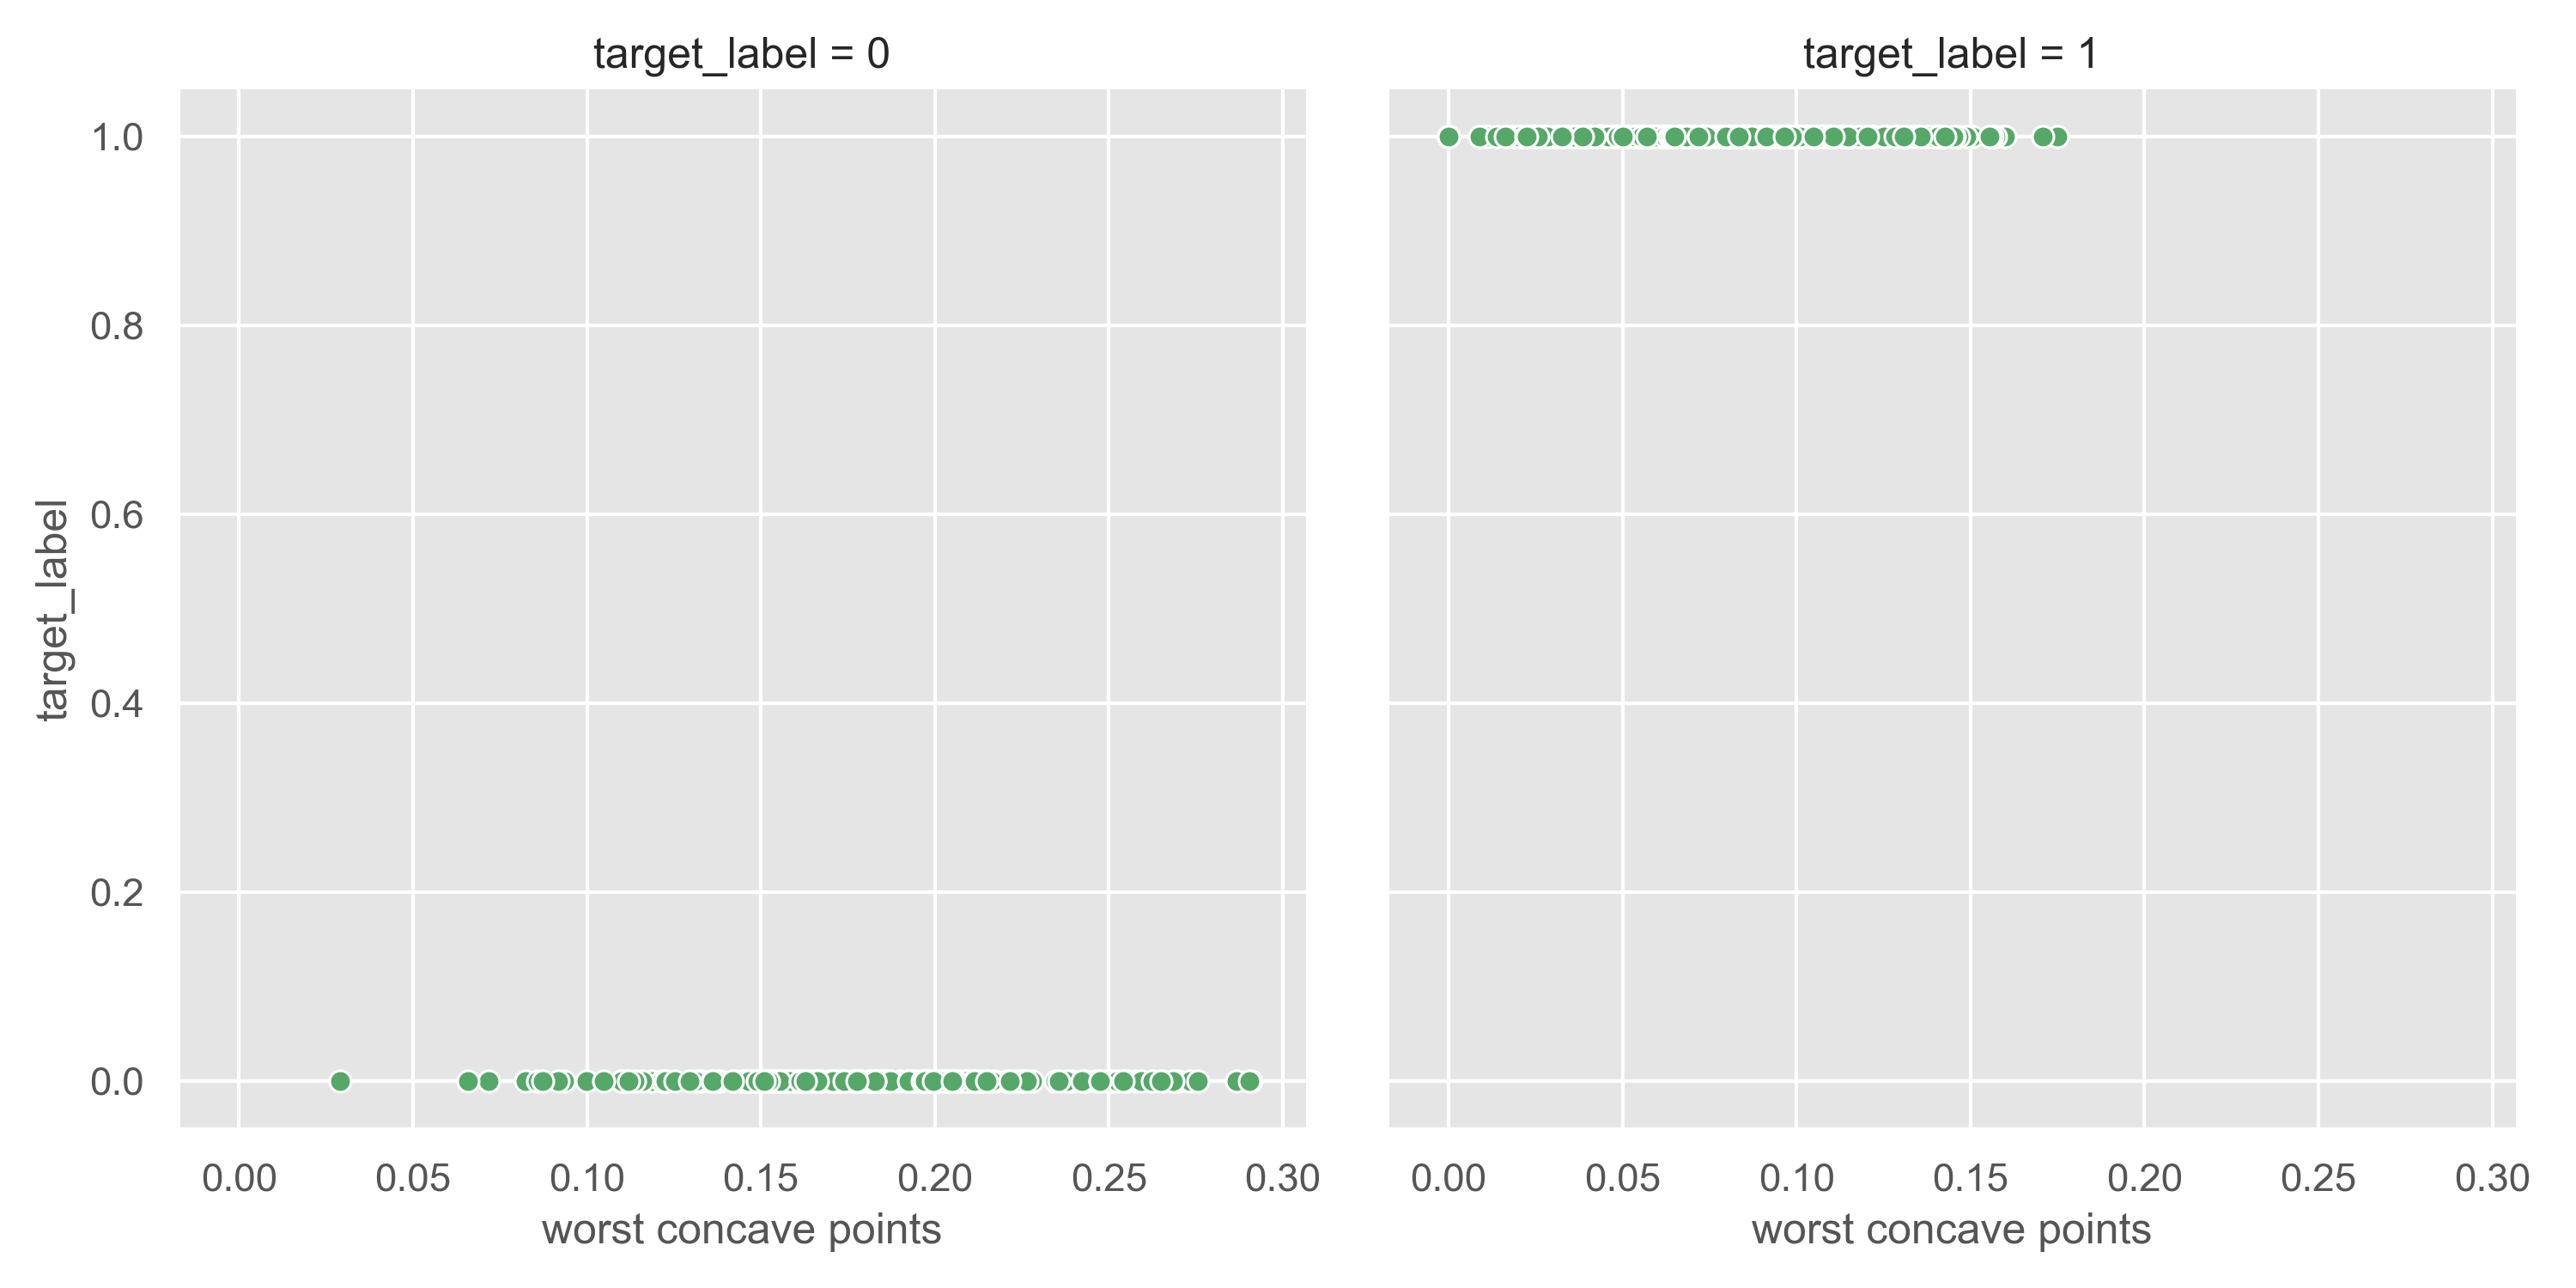 target_label = 0
target_label = 1
target_label
1.0
0.8
0.6
0.4
0.2
0.0
0.00 0.05 0.10 0.15 0.20 0.25 0.30
0.00 0.05 0.10 0.15 0.20 0.25 0.30
worst concave points
worst concave points